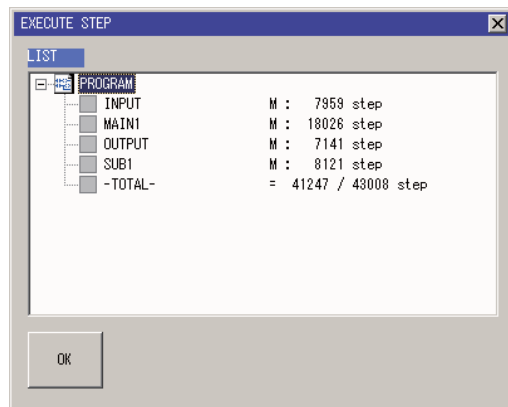 EXECUTE STEP
LIST
PROGRAM
INPUT M : 7959 step
MAIN1 M : 18026 step
OUTPUT M : 7141 step
SUB1 M : 8121 step
-TOTAL- = 41247 / 43008 step
OK